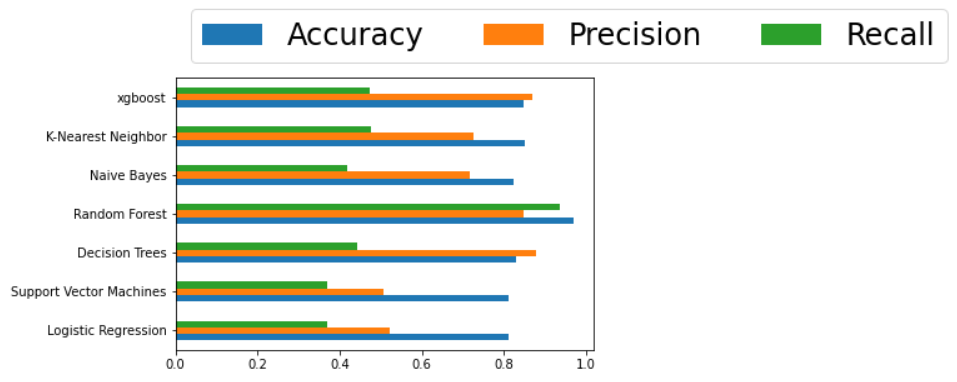 Accuracy Precision Recall
xgboost
K-Nearest Neighbor
Naive Bayes
Random Forest
Decision Trees
Support Vector Machines
Logistic Regression
0.0 0.2 0.4 0.6 0.8 1.0